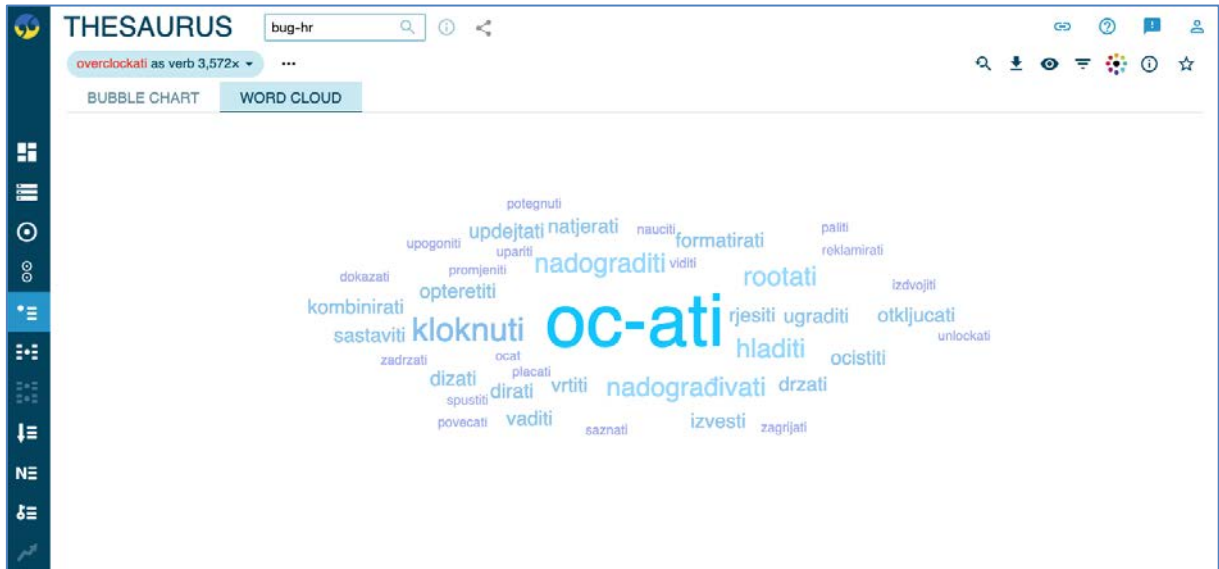 THESAURUS bug-hr
overclockati as verb 3,572x
BUBBLE CHART WORD CLOUD
potegnuti
updejtati natjerati nauciti formatirati paliti
upogoniti upariti reklamirati
dokazati promjeniti nadograditi viditi rootati izdvojiti
kombinirati opteretiti
sastaviti kloknuti oc-ati rjesiti ugraditi otkljucati
unlockati
zadrzati ocat hladiti ocistiti
dizati placati
spustiti dirati vrtiti nadograđivati drzati
povecati vaditi saznati izvesti zagrijati